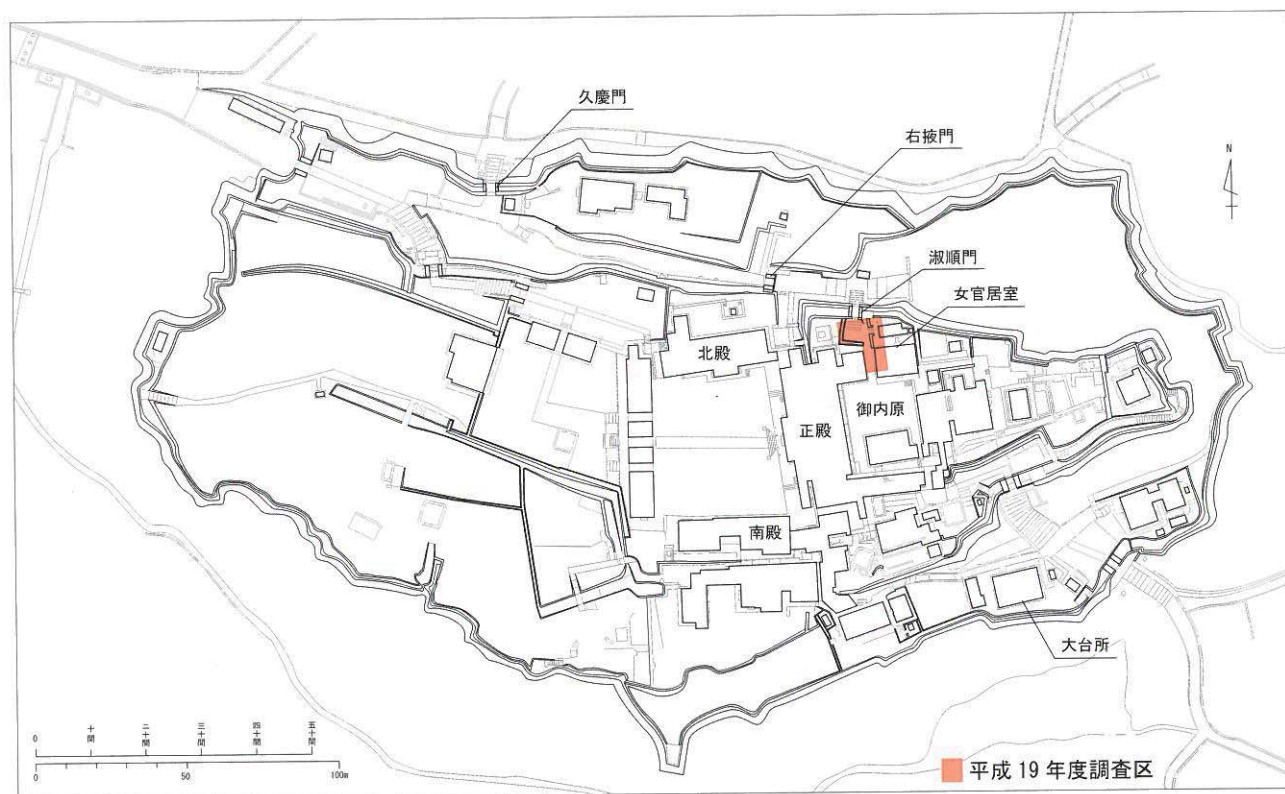 久慶門
右掖門
N
淑順門
女官居室
北殿
御内原
正殿
南殿
大台所
0 十間 二十間 三十間 四十間 五十間
0 50 100m
平成 19 年度調査区